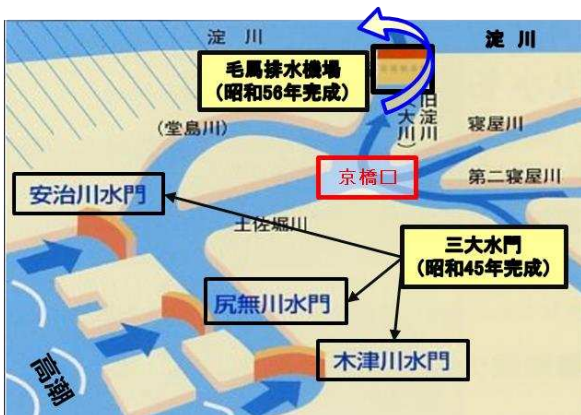 淀 川
淀 川
毛馬排水機場
（昭和56年完成）
旧淀川
（大川）
（堂島川）
寝屋川
京橋口
第二寝屋川
安治川水門
土佐堀川
三大水門
（昭和45年完成）
尻無川水門
木津川水門
高潮